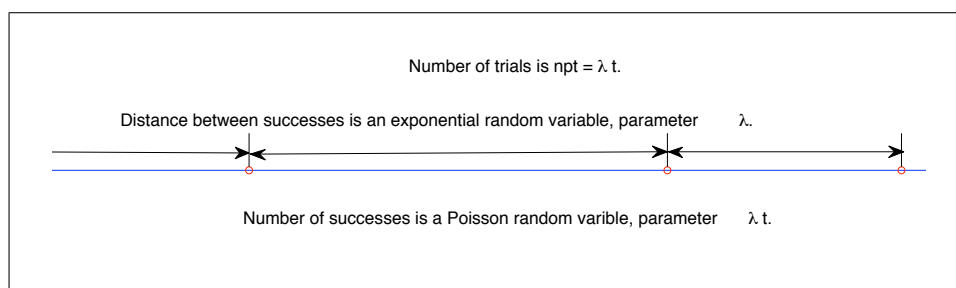 Number of trials is npt = λ t.
Distance between successes is an exponential random variable, parameter λ.
Number of successes is a Poisson random varible, parameter λ t.